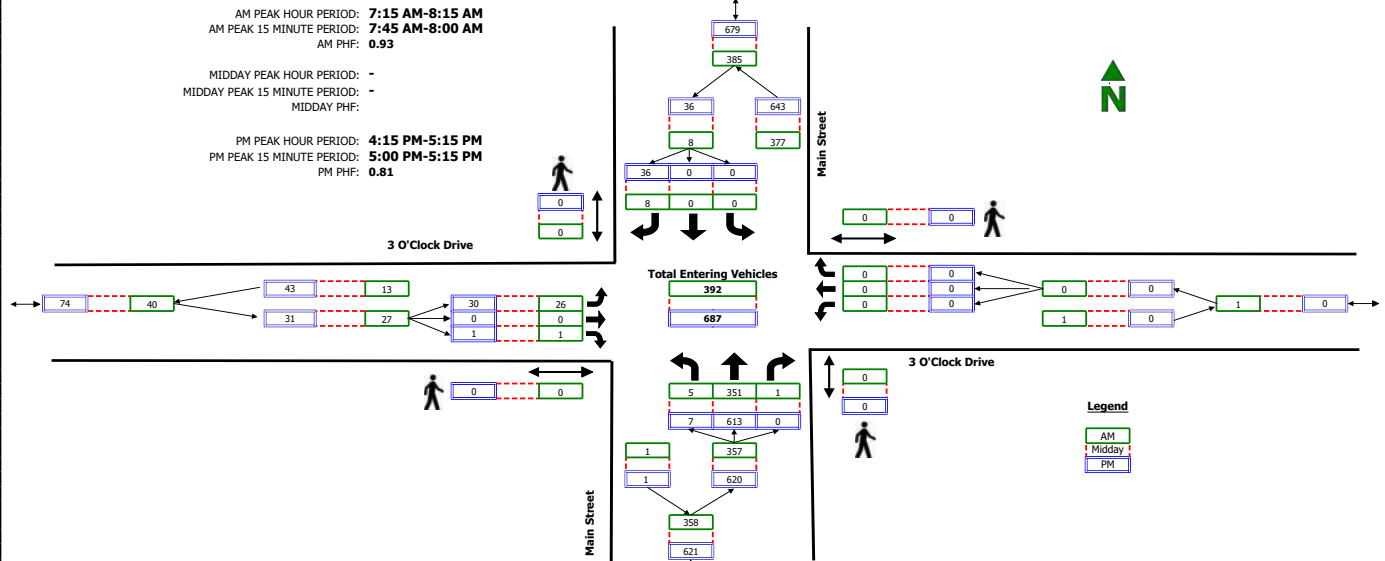 AM PEAK HOUR PERIOD: 7:15 AM-8:15 AM
AM PEAK 15 MINUTE PERIOD: 7:45 AM-8:00 AM
AM PHF: 0.93
MIDDAY PEAK HOUR PERIOD: -
MIDDAY PEAK 15 MINUTE PERIOD: -
MIDDAY PHF:
PM PEAK HOUR PERIOD: 4:15 PM-5:15 PM
PM PEAK 15 MINUTE PERIOD: 5:00 PM-5:15 PM
PM PHF: 0.81
679
385
36 643
8 377
36 0 0
8 0 0
Main Street
N
0
0
3 O'Clock Drive
0 0
74 40
43 13
31 27
30 26
0 0
1 1
Total Entering Vehicles
392
687
0 0
0 0
0 0
0 0
1 0
1 0
3 O'Clock Drive
0 0
5 351 1
7 613 0
1 357
1 620
358
621
Main Street
0
0
Legend
AM
Midday
PM